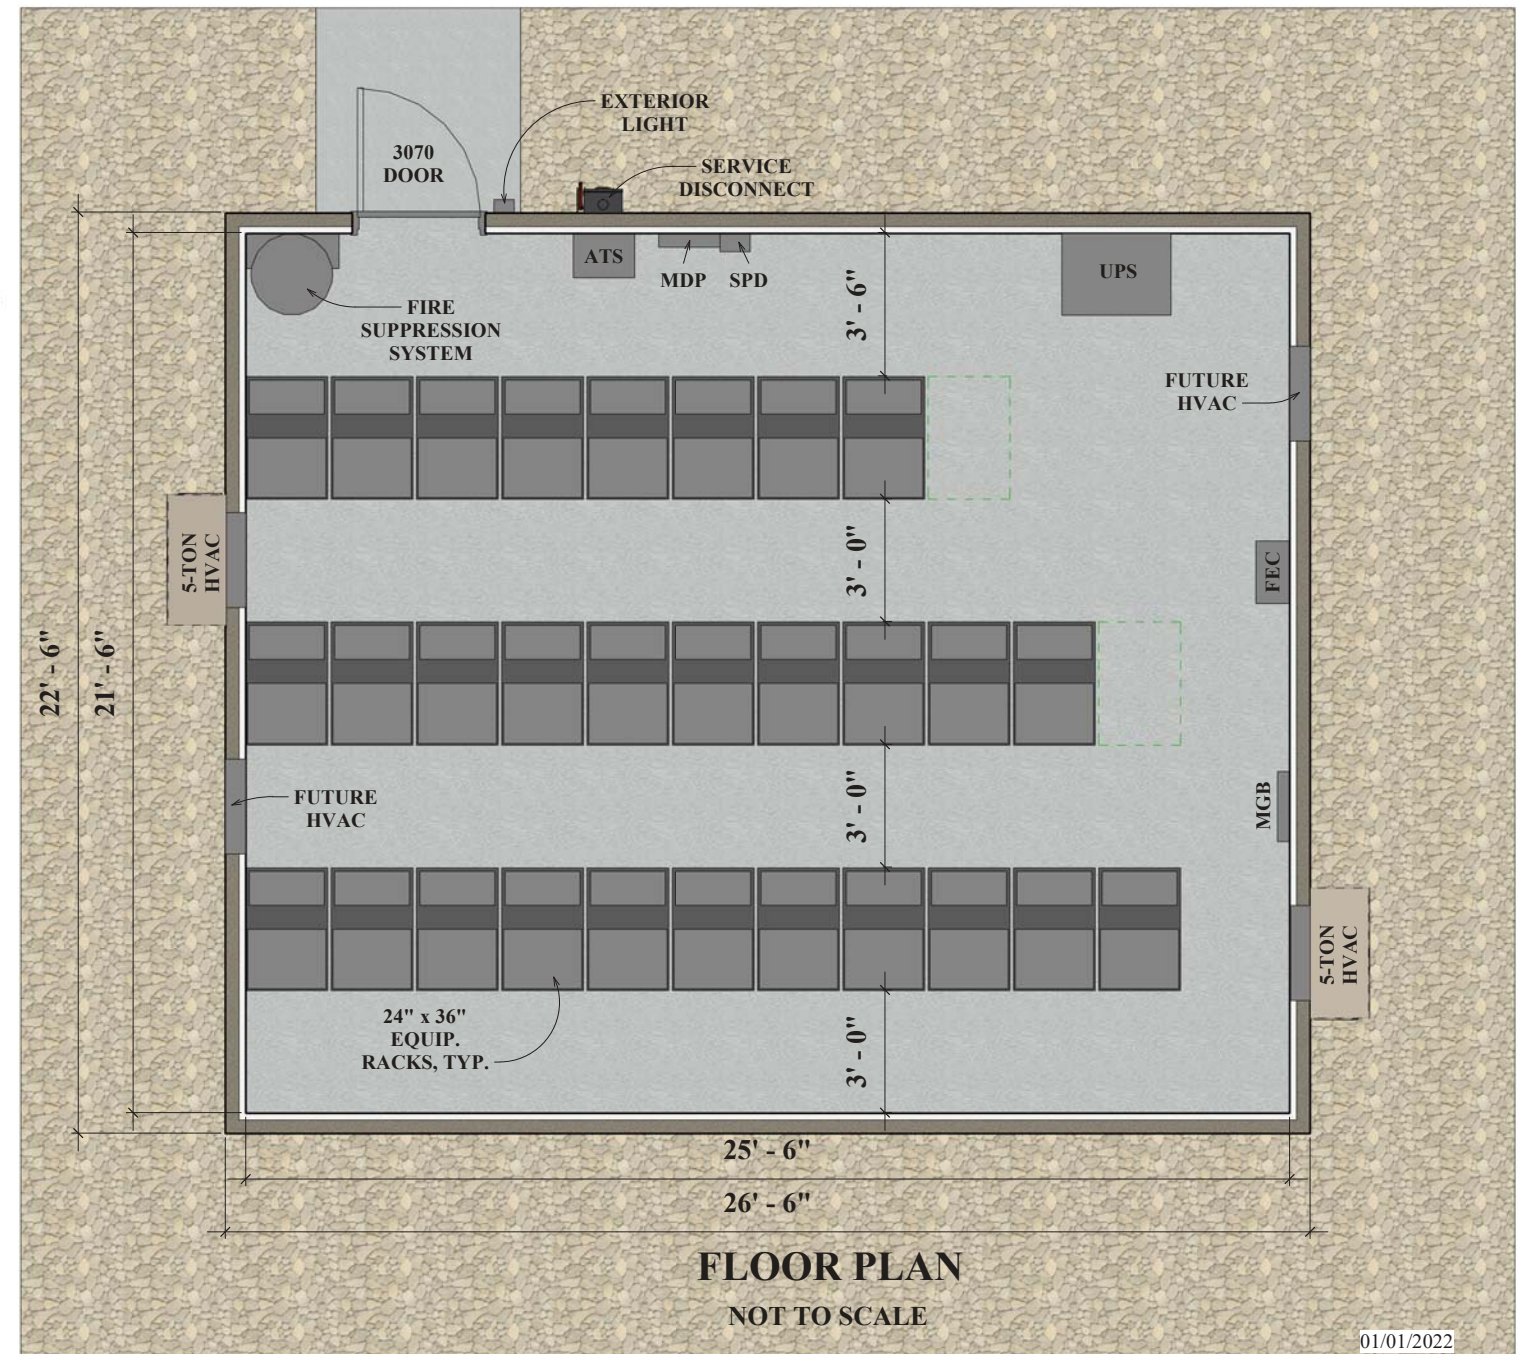 EXTERIOR
LIGHT
3070
DOOR
SERVICE
DISCONNECT
ATS
MDP
SPD
UPS
3' - 6"
FIRE
SUPPRESSION
SYSTEM
FUTURE
HVAC
5-TON
HVAC
3' - 0"
FEC
22' - 6"
21' - 6"
FUTURE
HVAC
3' - 0"
MGB
5-TON
HVAC
24" x 36"
EQUIP.
RACKS, TYP.
3' - 0"
25' - 6"
26' - 6"
FLOOR PLAN
NOT TO SCALE
01/01/2022